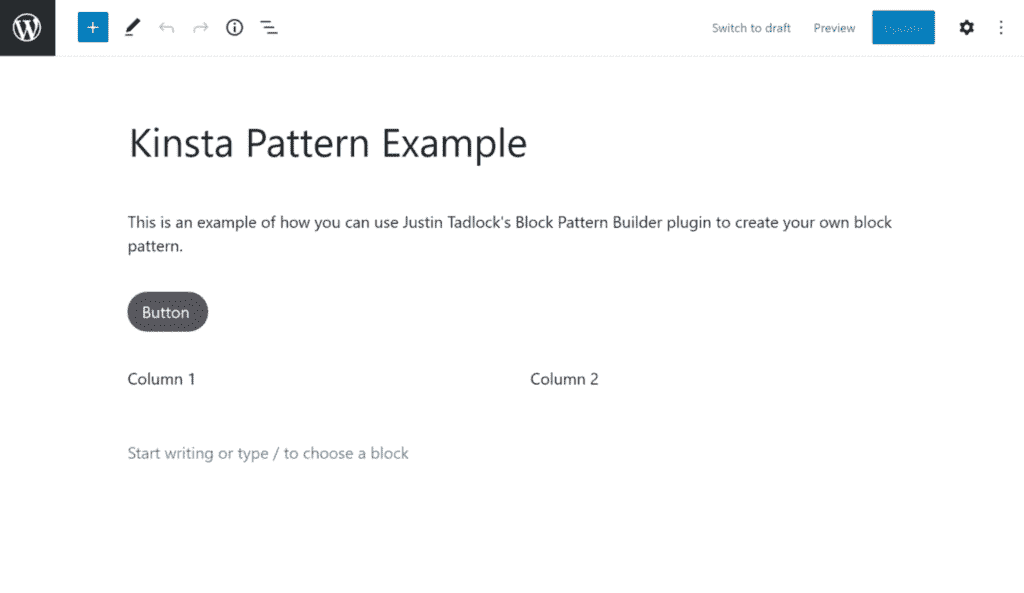 Switch to draft Preview
Kinsta Pattern Example
This is an example of how you can use Justin Tadlock's Block Pattern Builder plugin to create your own block
pattern.
Button
Column 1 Column 2
Start writing or type / to choose a block